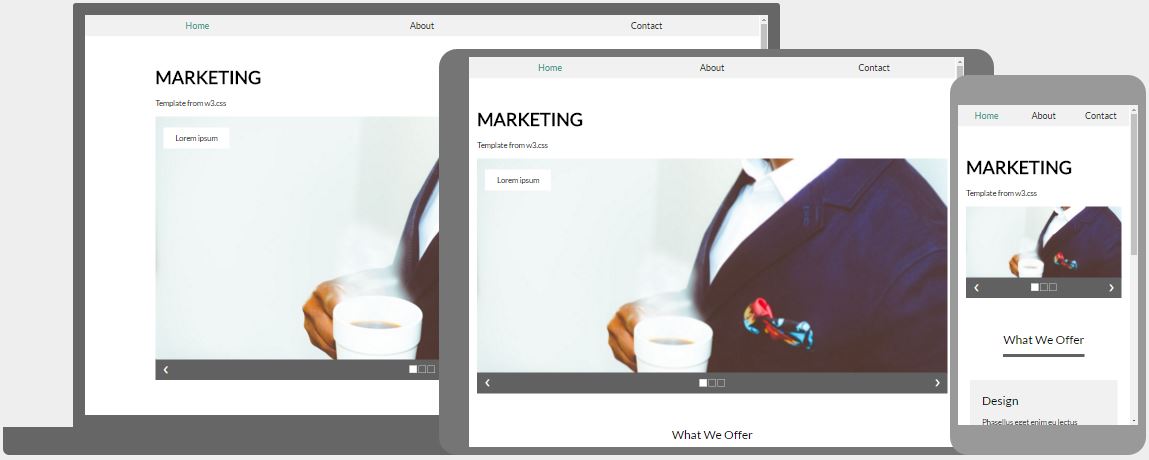 Home About Contact
MARKETING
Template from w3.css
Lorem ipsum
Home About Contact
MARKETING
Template from w3.css
Lorem ipsum
What We Offer
Home About Contact
MARKETING
Template from w3.css
What We Offer
Design
Phasellus eget enim eu lectus